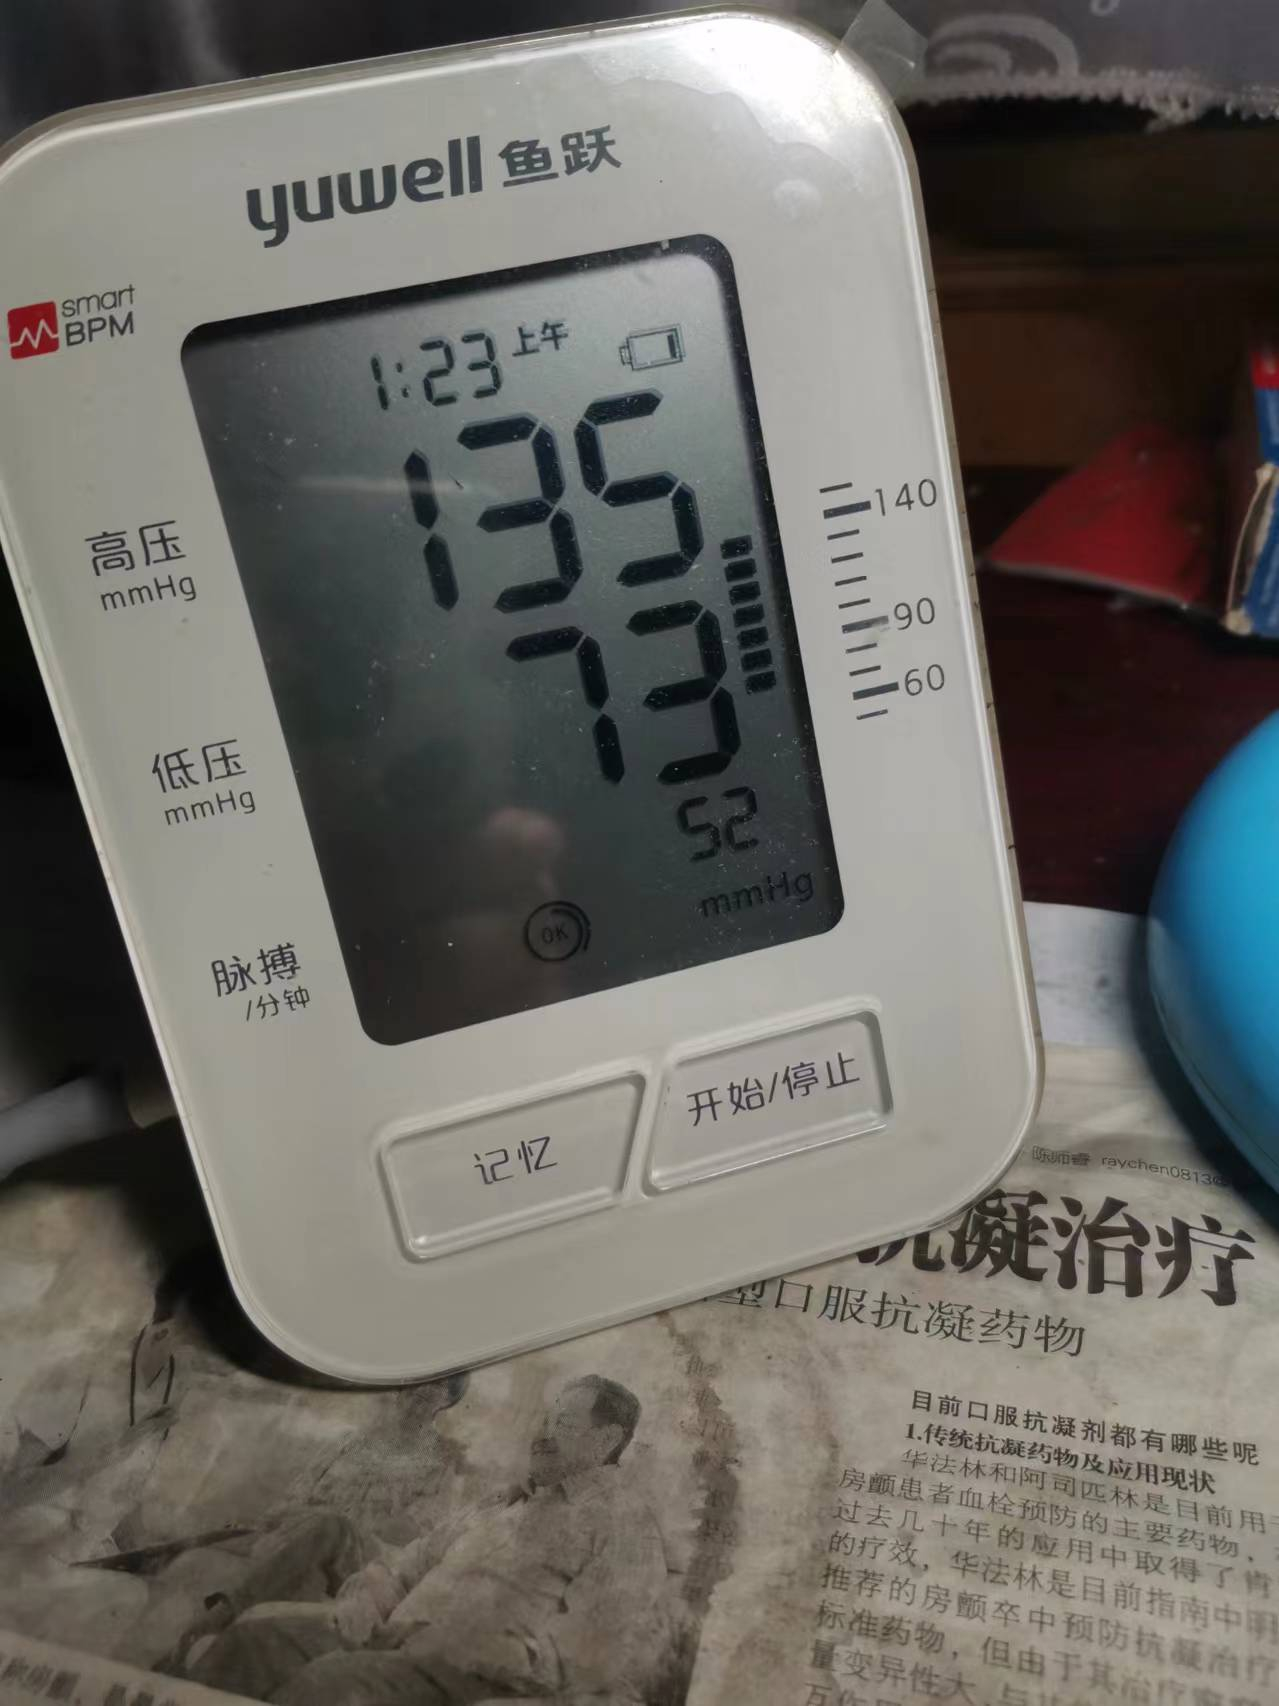 yuwell 鱼跃
smart
BPM
1:23 上午
135
高压
mmHg
73
低压
mmHg
52
脉搏
/分钟
mmHg
OK
140
90
60
记忆
开始/停止
陈师睿 raychen0813@
抗凝治疗
型口服抗凝药物
目前口服抗凝剂都有哪些呢
1.传统抗凝药物及应用现状
华法林和阿司匹林是目前用于
房颤患者血栓预防的主要药物,
过去几十年的应用中取得了肯
的疗效,华法林是目前指南中明
推荐的房颤卒中预防抗凝治疗
标准药物,但由于其治疗窗
量变异性大、与